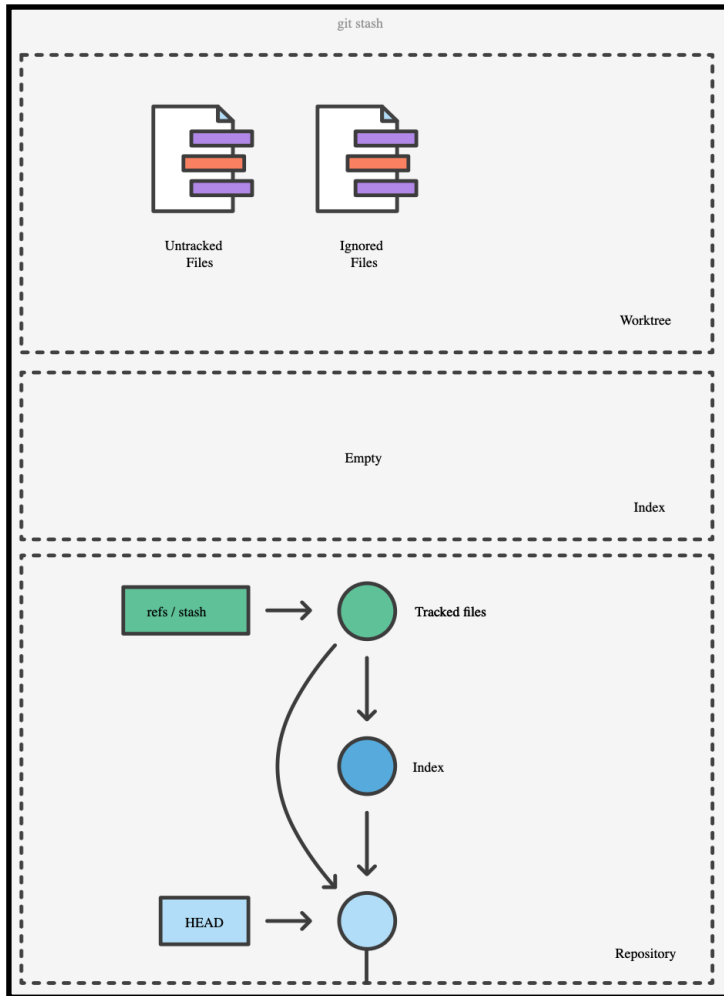 git stash
Untracked
Files
Ignored
Files
Worktree
Empty
Index
refs / stash
Tracked files
Index
HEAD
Repository